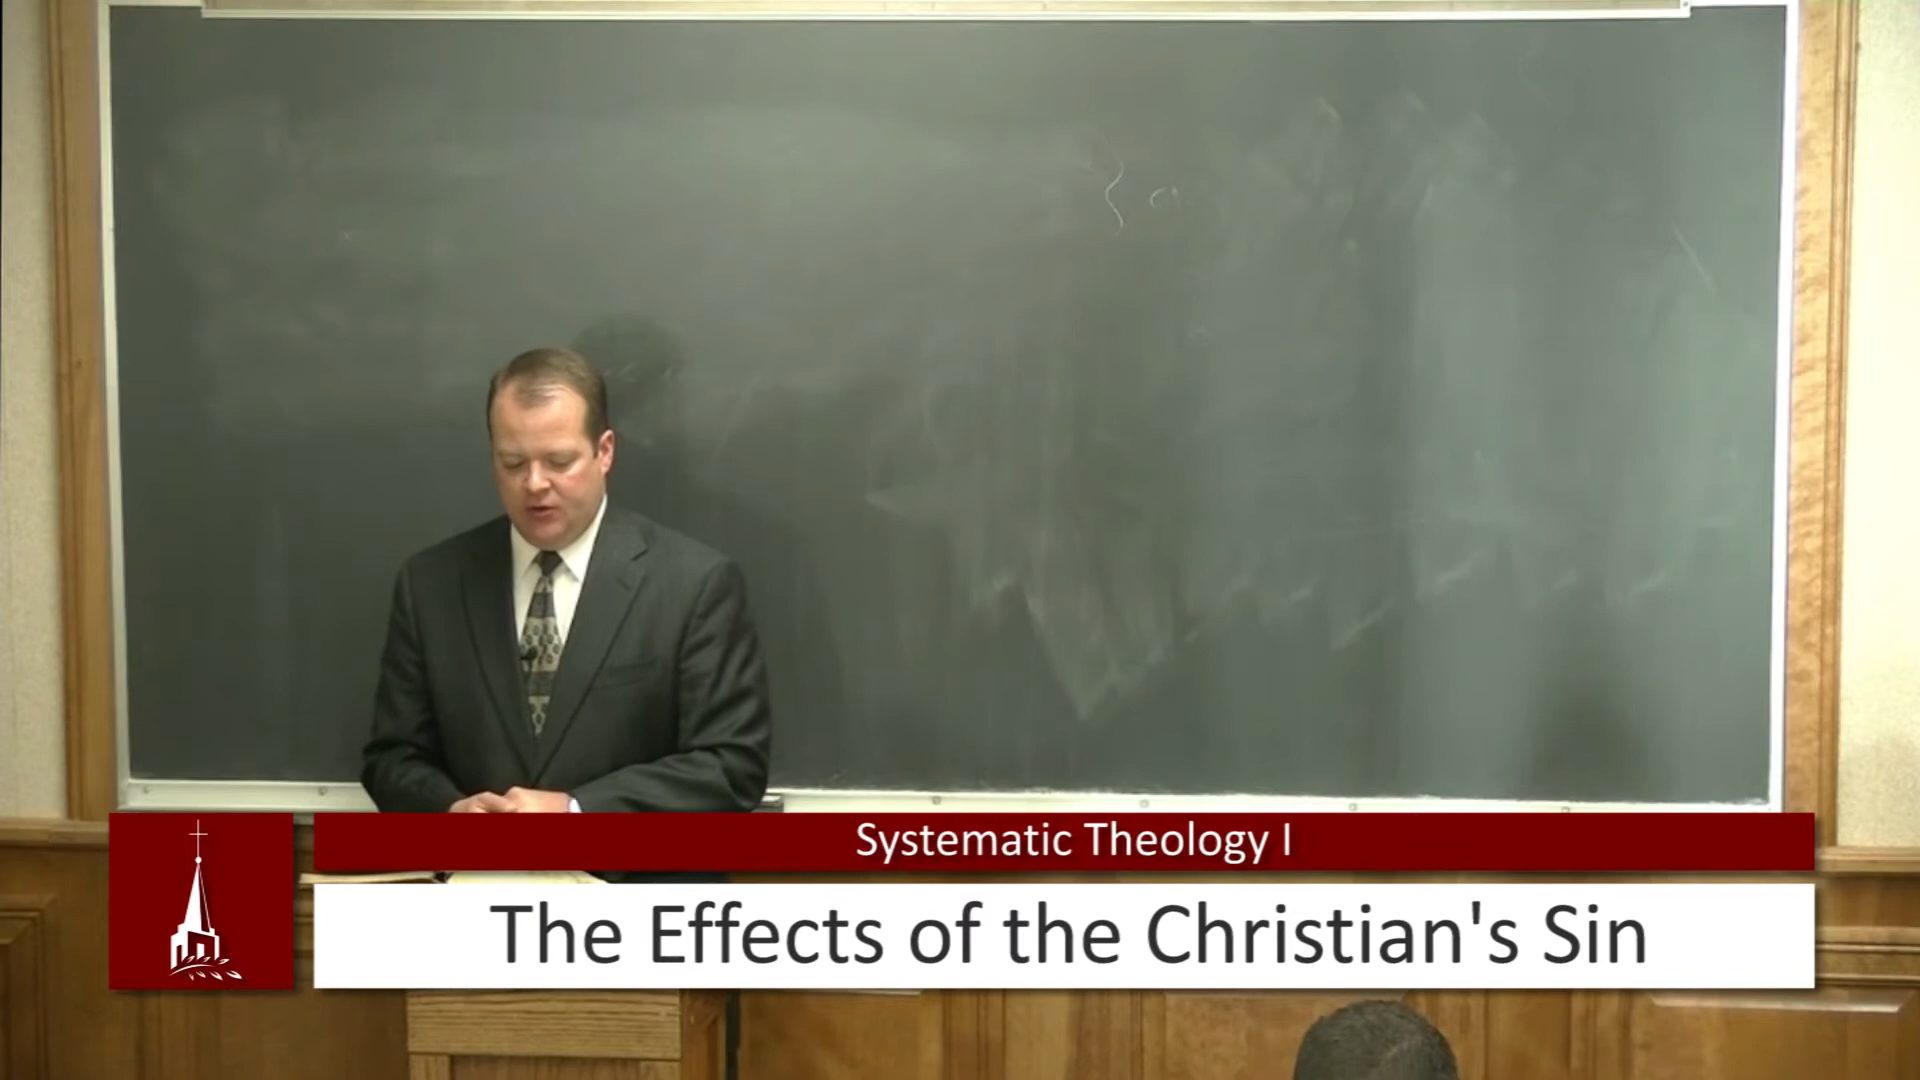 Systematic Theology I
The Effects of the Christian's Sin